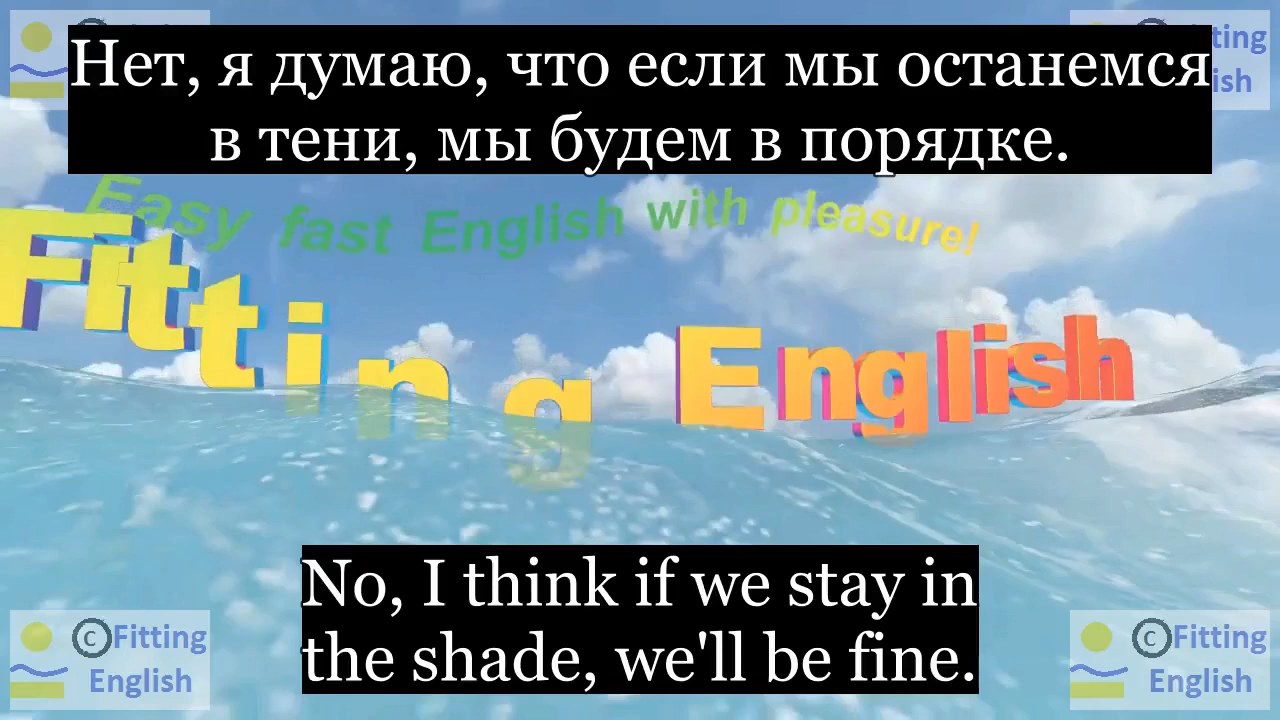 Нет, я думаю, что если мы останемся
в тени, мы будем в порядке.
Easy fast English with pleasure!
Fitting English
No, I think if we stay in
the shade, we'll be fine.
©Fitting
English
©Fitting
English